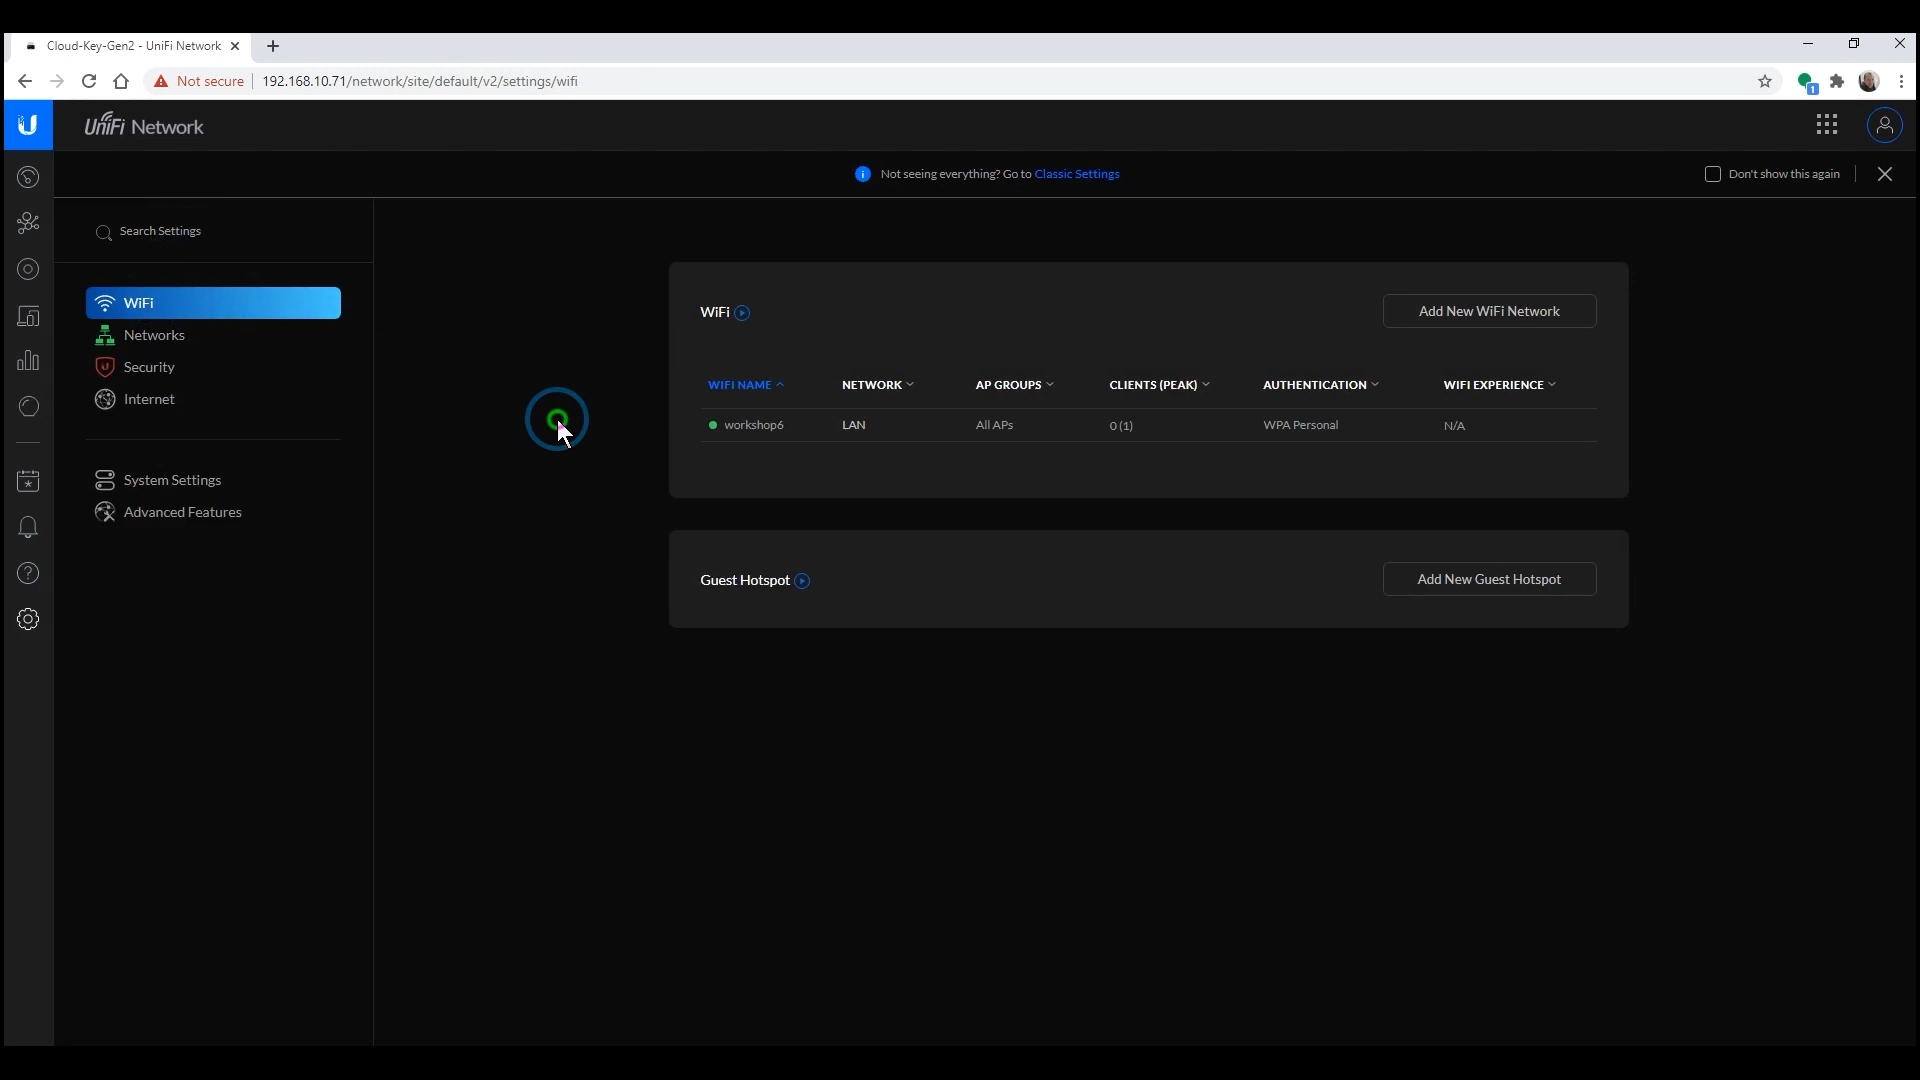 Cloud-Key-Gen2 - UniFi Network
Not secure
192.168.10.71/network/site/default/v2/settings/wifi
1
UniFi Network
Not seeing everything? Go to Classic Settings
Don't show this again
Search Settings
WiFi
Networks
Security
Internet
System Settings
Advanced Features
WiFi
Add New WiFi Network
WIFI NAME NETWORK AP GROUPS CLIENTS (PEAK) AUTHENTICATION WIFI EXPERIENCE
workshop6 LAN All APs 0 (1) WPA Personal N/A
Guest Hotspot
Add New Guest Hotspot